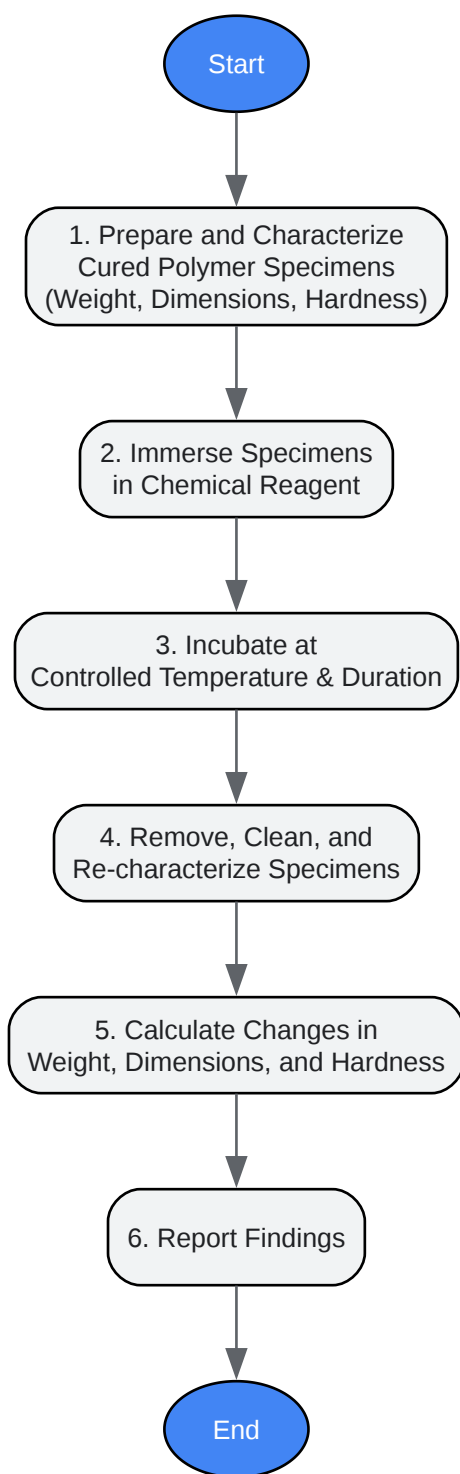 Start
1. Prepare and Characterize
Cured Polymer Specimens
(Weight, Dimensions, Hardness)
2. Immerse Specimens
in Chemical Reagent
3. Incubate at
Controlled Temperature & Duration
4. Remove, Clean, and
Re-characterize Specimens
5. Calculate Changes in
Weight, Dimensions, and Hardness
6. Report Findings
End